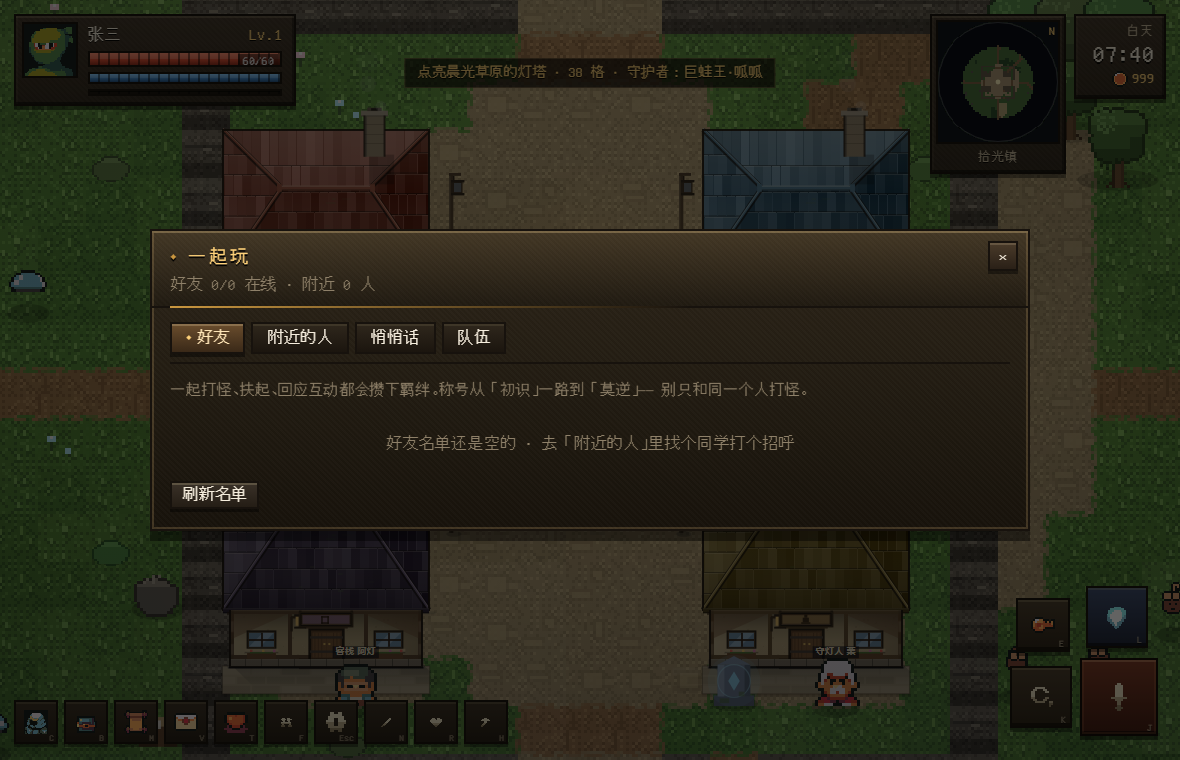 张三
Lv.1
60/60
点亮晨光草原的灯塔 · 38 格 · 守护者：巨蛙王·呱呱
N
拾光镇
白天
07:40
999
一起玩
×
好友 0/0 在线 · 附近 0 人
好友
附近的人
悄悄话
队伍
一起打怪、扶起、回应互动都会攒下羁绊。称号从「初识」一路到「莫逆」—— 别只和同一个人打怪。
好友名单还是空的 · 去「附近的人」里找个同学打个招呼
刷新名单
守灯人 茶
C
B
M
V
T
F
Esc
N
R
H
E
L
K
J